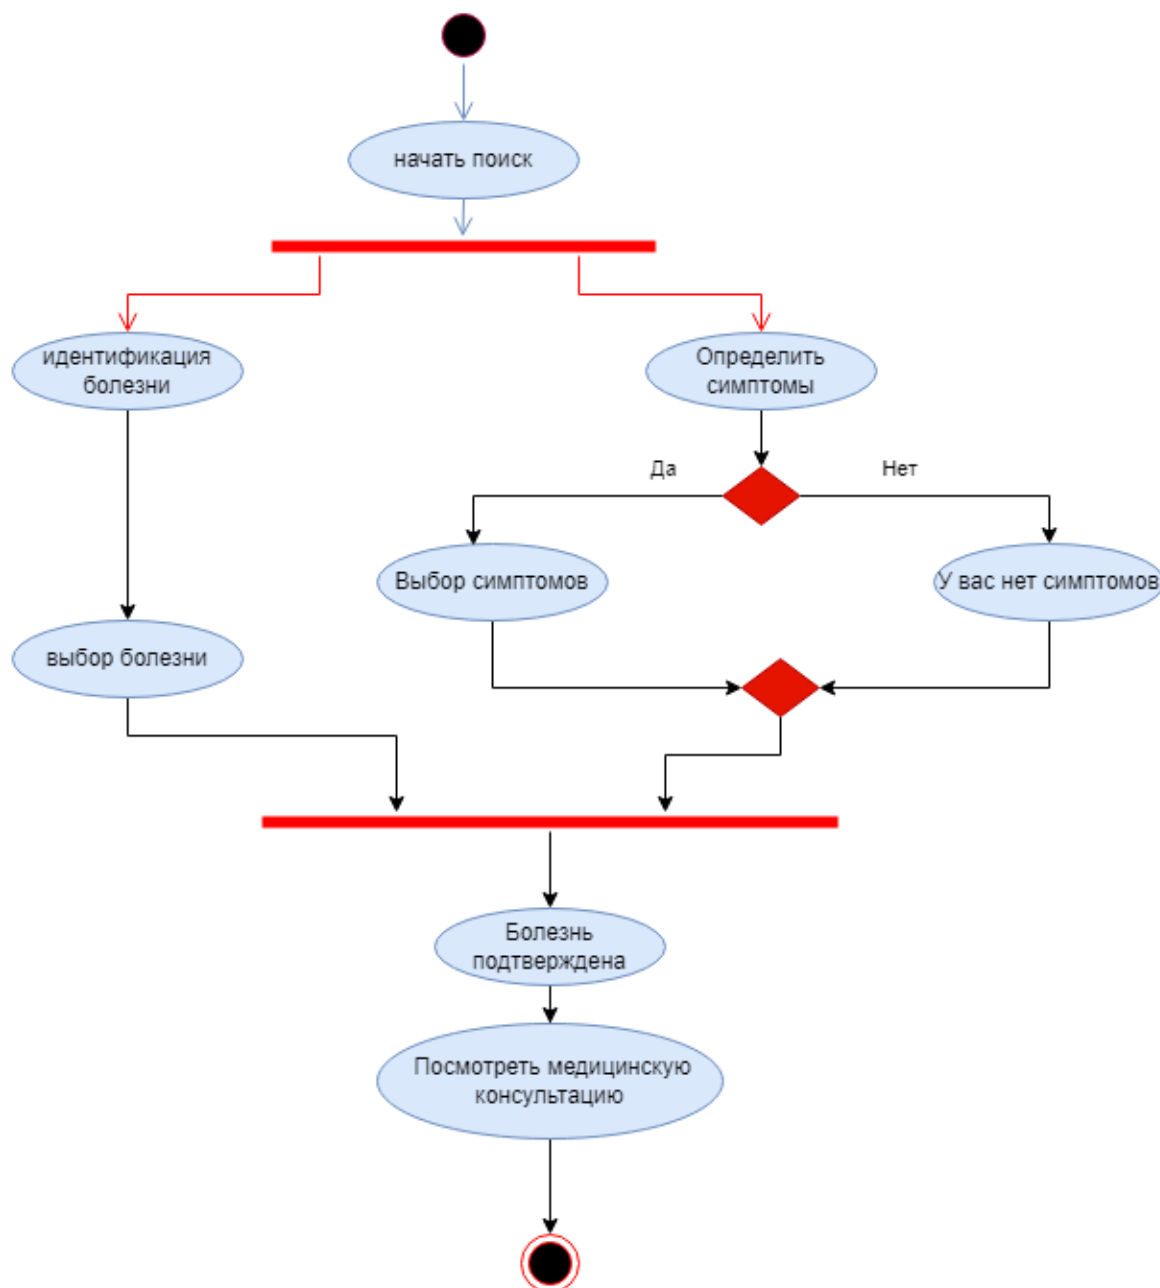 начать поиск
идентификация
болезни
Определить
симптомы
Да
Нет
Выбор симптомов
У вас нет симптомов
выбор болезни
Болезнь
подтверждена
Посмотреть медицинскую
консультацию